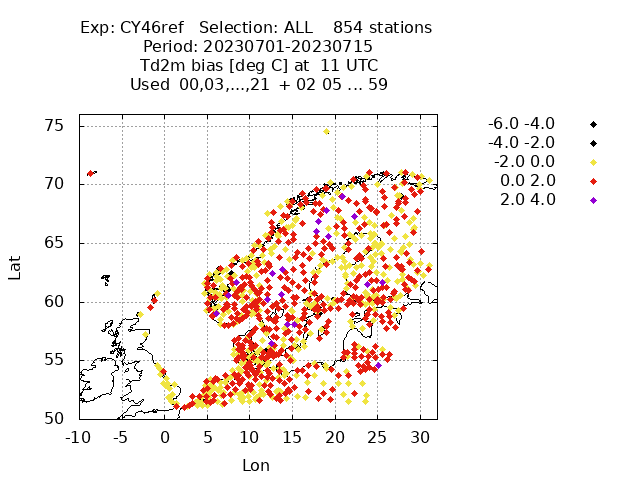 Exp: CY46ref   Selection: ALL    854 stations
Period: 20230701-20230715
Td2m bias [deg C] at  11 UTC
Used  00,03,...,21  + 02 05 ... 59
-6.0 -4.0
-4.0 -2.0
-2.0 0.0
0.0 2.0
2.0 4.0
75
70
65
60
55
50
Lat
-10 -5 0 5 10 15 20 25 30
Lon